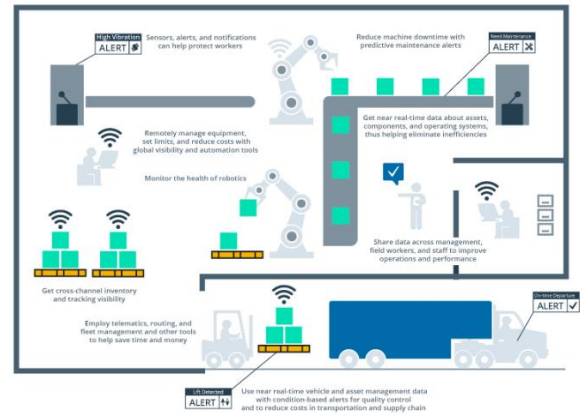 High Vibration
ALERT
Sensors, alerts, and notifications
can help protect workers
Reduce machine downtime with
predictive maintenance alerts
Need Maintenance
ALERT
Get near real-time data about assets,
components, and operating systems,
thus helping eliminate inefficiencies
Remotely manage equipment,
set limits, and reduce costs with
global visibility and automation tools
Monitor the health of robotics
Share data across management,
field workers, and staff to improve
operations and performance
Get cross-channel inventory
and tracking visibility
On-time Departure
ALERT
Employ telematics, routing, and
fleet management and other tools
to help save time and money
Lift Detected
ALERT
Use near real-time vehicle and asset management data
with condition-based alerts for quality control
and to reduce costs in transportation and supply chain